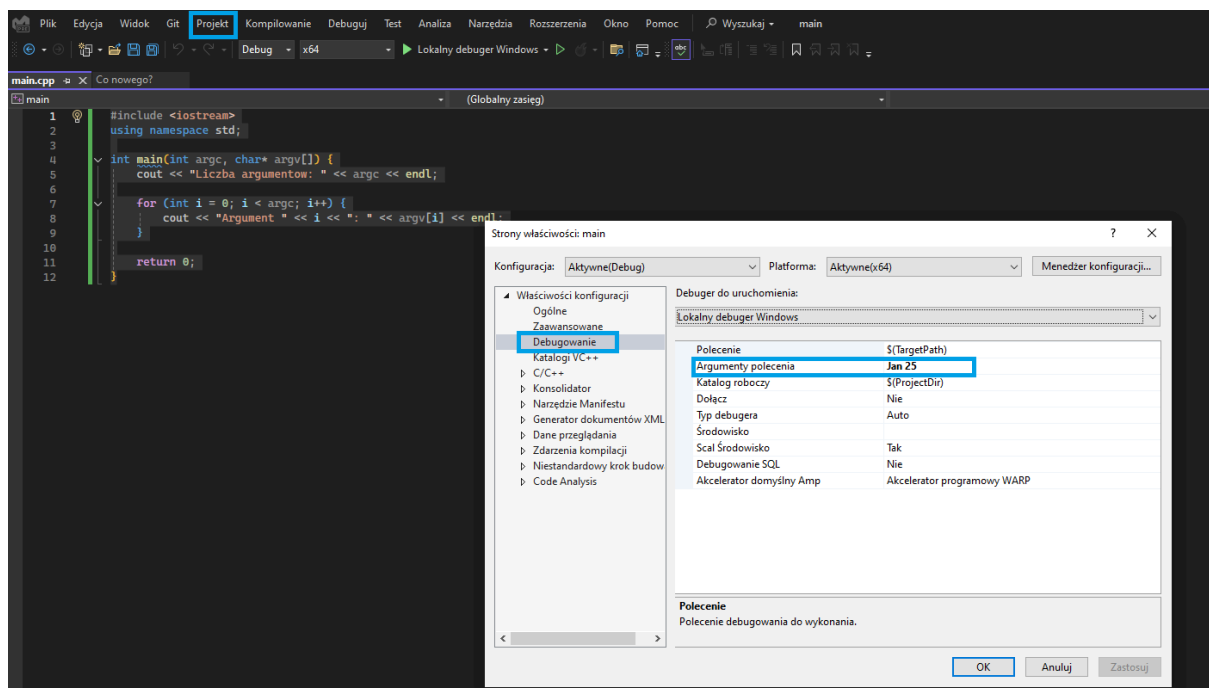 Plik Edycja Widok Git Projekt Kompilowanie Debuguj Test Analiza Narzędzia Rozszerzenia Okno Pomoc Wyszukaj main
Debug x64 Lokalny debuger Windows
main.cpp Co nowego?
main (Globalny zasięg)
1 #include <iostream>
2 using namespace std;
3
4 int main(int argc, char* argv[]) {
5 cout << "Liczba argumentow: " << argc << endl;
6
7 for (int i = 0; i < argc; i++) {
8 cout << "Argument " << i << ": " << argv[i] << endl;
9 }
10
11 return 0;
12 }
Strony właściwości: main ?
Konfiguracja: Aktywne(Debug) Platforma: Aktywne(x64) Menedżer konfiguracji...
Właściwości konfiguracji
Ogólne
Zaawansowane
Debugowanie
Katalogi VC++
C/C++
Konsolidator
Narzędzie Manifestu
Generator dokumentów XML
Dane przeglądania
Zdarzenia kompilacji
Niestandardowy krok budow
Code Analysis
Debuger do uruchomienia:
Lokalny debuger Windows
Polecenie $(TargetPath)
Argumenty polecenia Jan 25
Katalog roboczy $(ProjectDir)
Dołącz Nie
Typ debugera Auto
Środowisko
Scal Środowisko Tak
Debugowanie SQL Nie
Akcelerator domyślny Amp Akcelerator programowy WARP
Polecenie
Polecenie debugowania do wykonania.
OK Anuluj Zastosuj